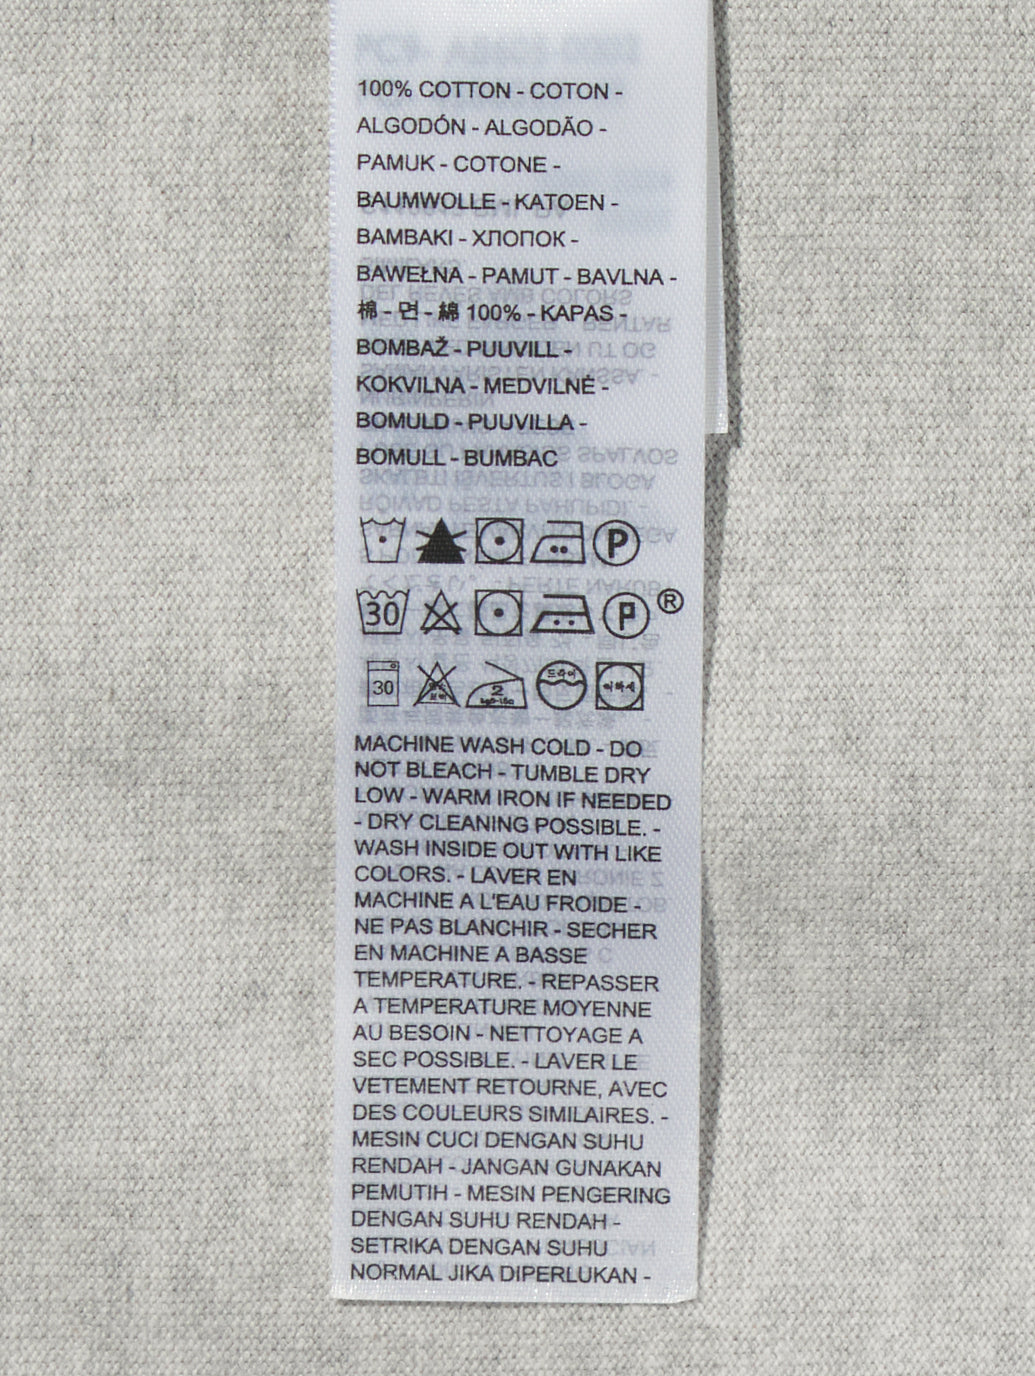 100% COTTON - COTON -
ALGODÓN - ALGODÃO -
PAMUK - COTONE -
BAUMWOLLE - KATOEN -
BAMBAKI - ХЛОПОК -
BAWEŁNA - PAMUT - BAVLNA -
棉 - 면 - 綿 100% - KAPAS -
BOMBAŽ - PUUVILL -
KOKVILNA - MEDVILNĖ -
BOMULD - PUUVILLA -
BOMULL - BUMBAC
P
30 P ®
30 2 드라이
MACHINE WASH COLD - DO
NOT BLEACH - TUMBLE DRY
LOW - WARM IRON IF NEEDED
- DRY CLEANING POSSIBLE. -
WASH INSIDE OUT WITH LIKE
COLORS. - LAVER EN
MACHINE A L'EAU FROIDE -
NE PAS BLANCHIR - SECHER
EN MACHINE A BASSE
TEMPERATURE. - REPASSER
A TEMPERATURE MOYENNE
AU BESOIN - NETTOYAGE A
SEC POSSIBLE. - LAVER LE
VETEMENT RETOURNE, AVEC
DES COULEURS SIMILAIRES. -
MESIN CUCI DENGAN SUHU
RENDAH - JANGAN GUNAKAN
PEMUTIH - MESIN PENGERING
DENGAN SUHU RENDAH -
SETRIKA DENGAN SUHU
NORMAL JIKA DIPERLUKAN -